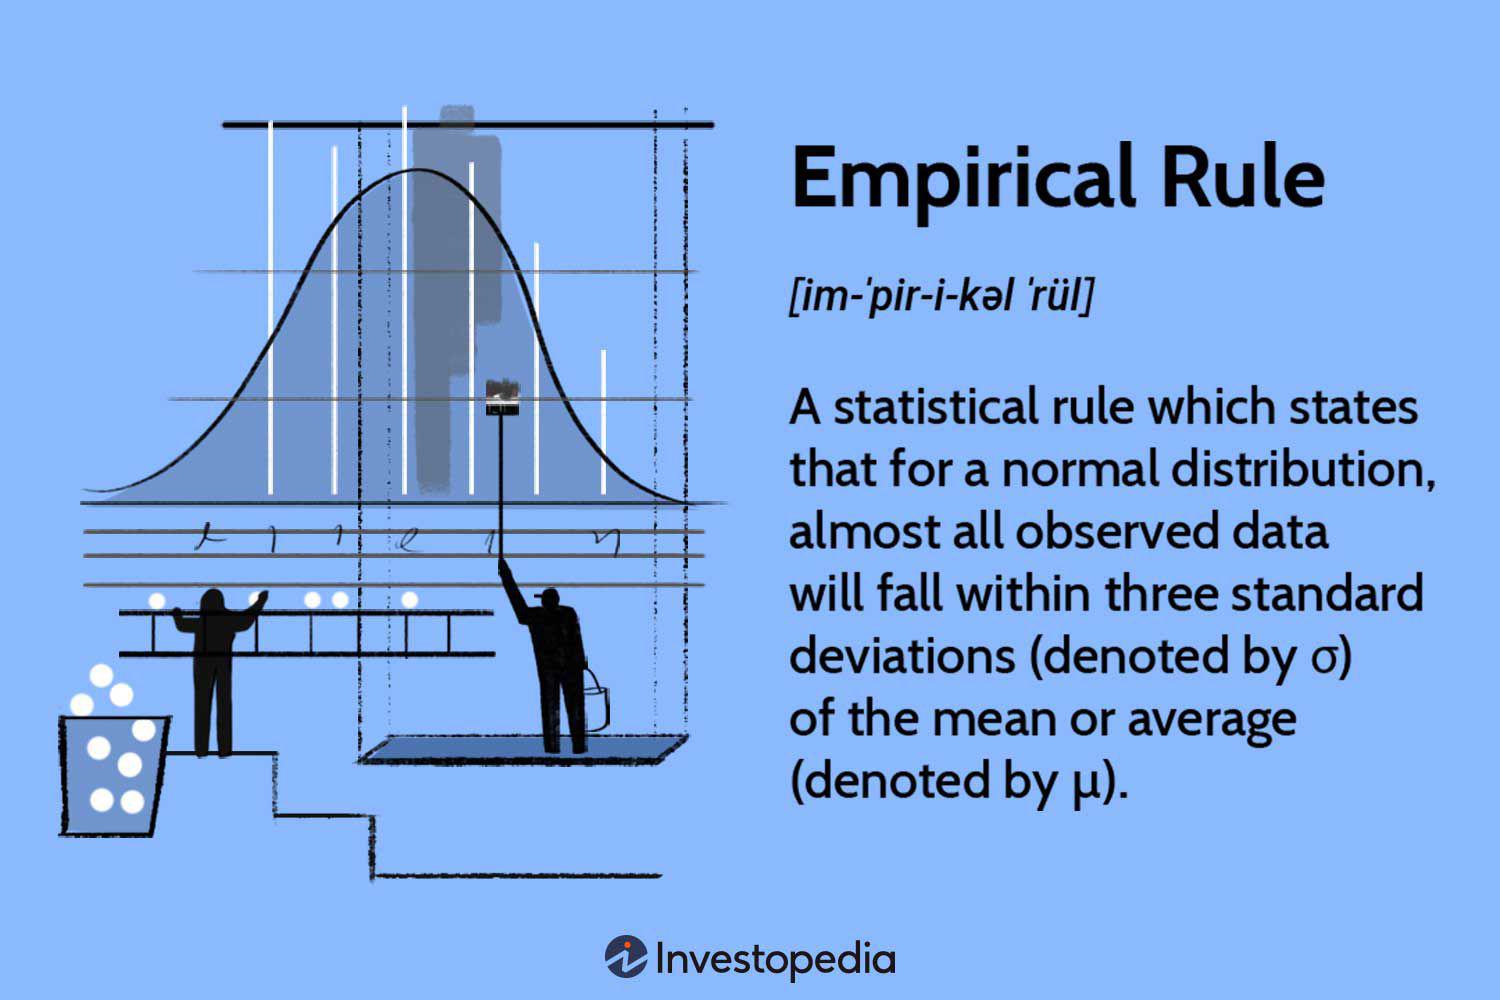 Empirical Rule
[im-ˈpir-i-kəl ˈrül]
A statistical rule which states
that for a normal distribution,
almost all observed data
will fall within three standard
deviations (denoted by σ)
of the mean or average
(denoted by μ).
Investopedia